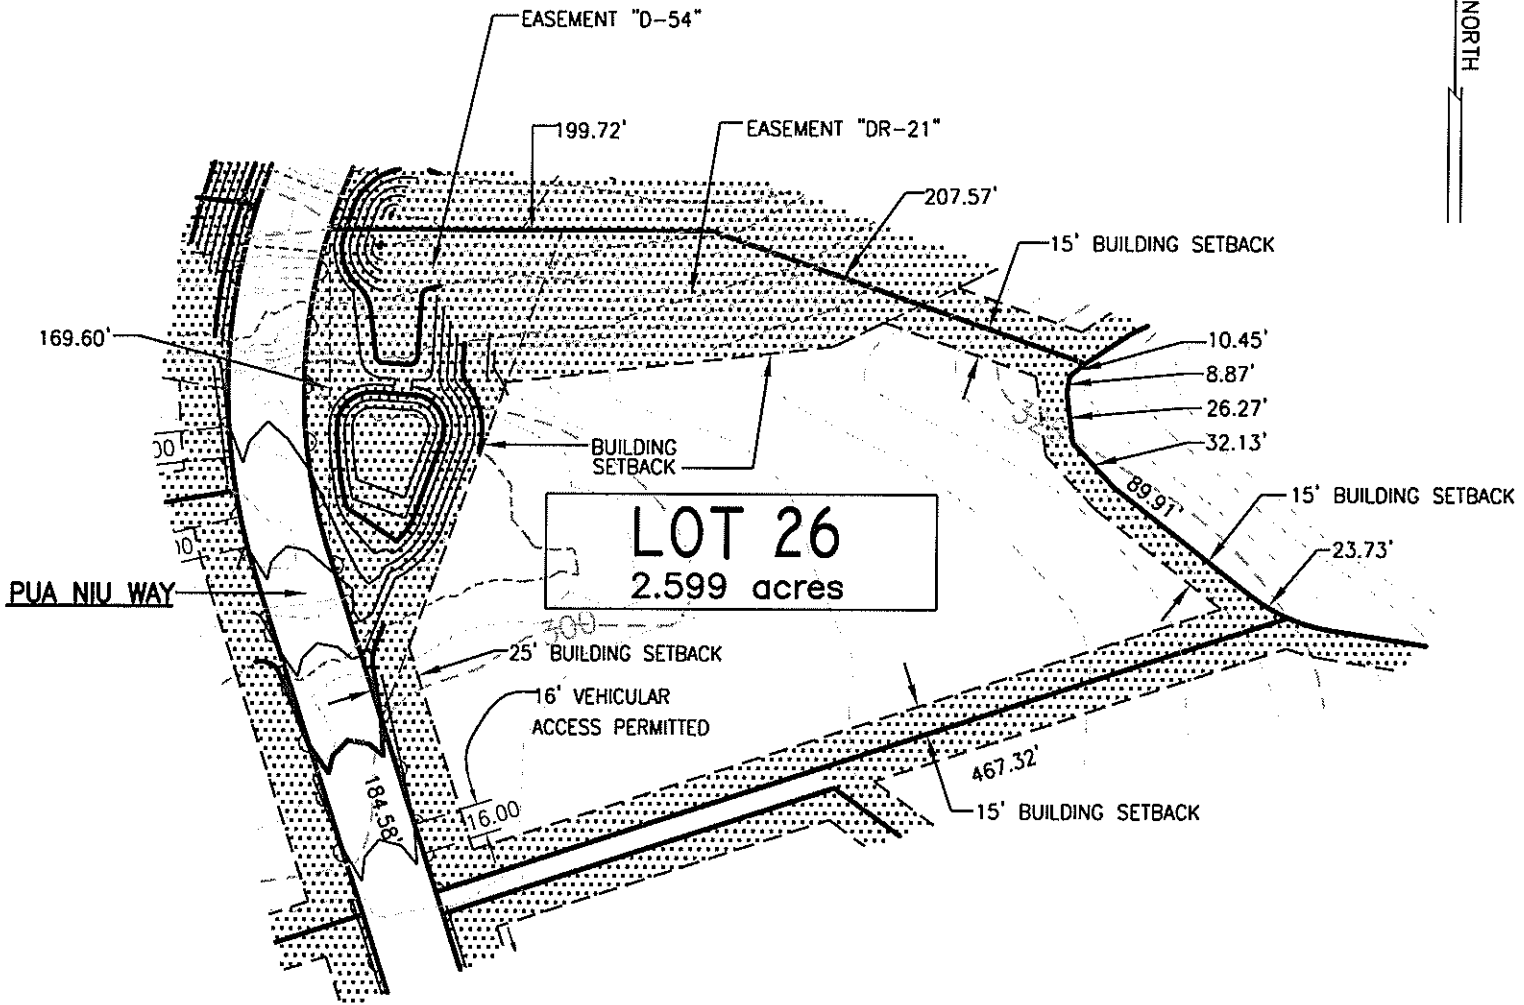 EASEMENT "D-54"
NORTH
199.72'
EASEMENT "DR-21"
207.57'
15' BUILDING SETBACK
169.60'
10.45'
8.87'
26.27'
32.13'
BUILDING
SETBACK
89.91'
15' BUILDING SETBACK
LOT 26
2.599 acres
23.73'
PUA NIU WAY
300
25' BUILDING SETBACK
16' VEHICULAR
ACCESS PERMITTED
184.58'
16.00
467.32'
15' BUILDING SETBACK